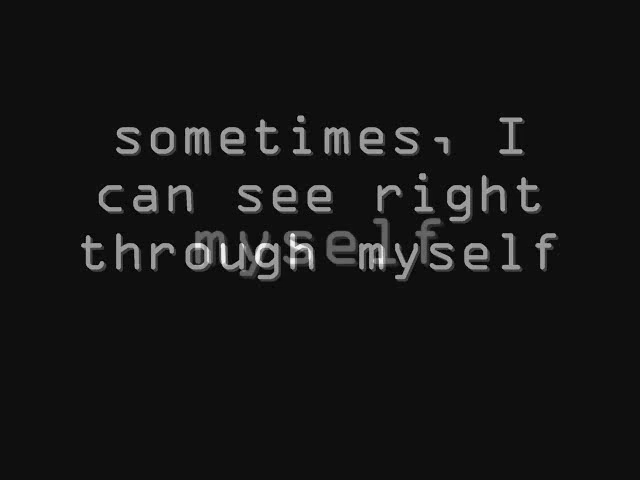 sometimes, I
can see right
myself
through myself